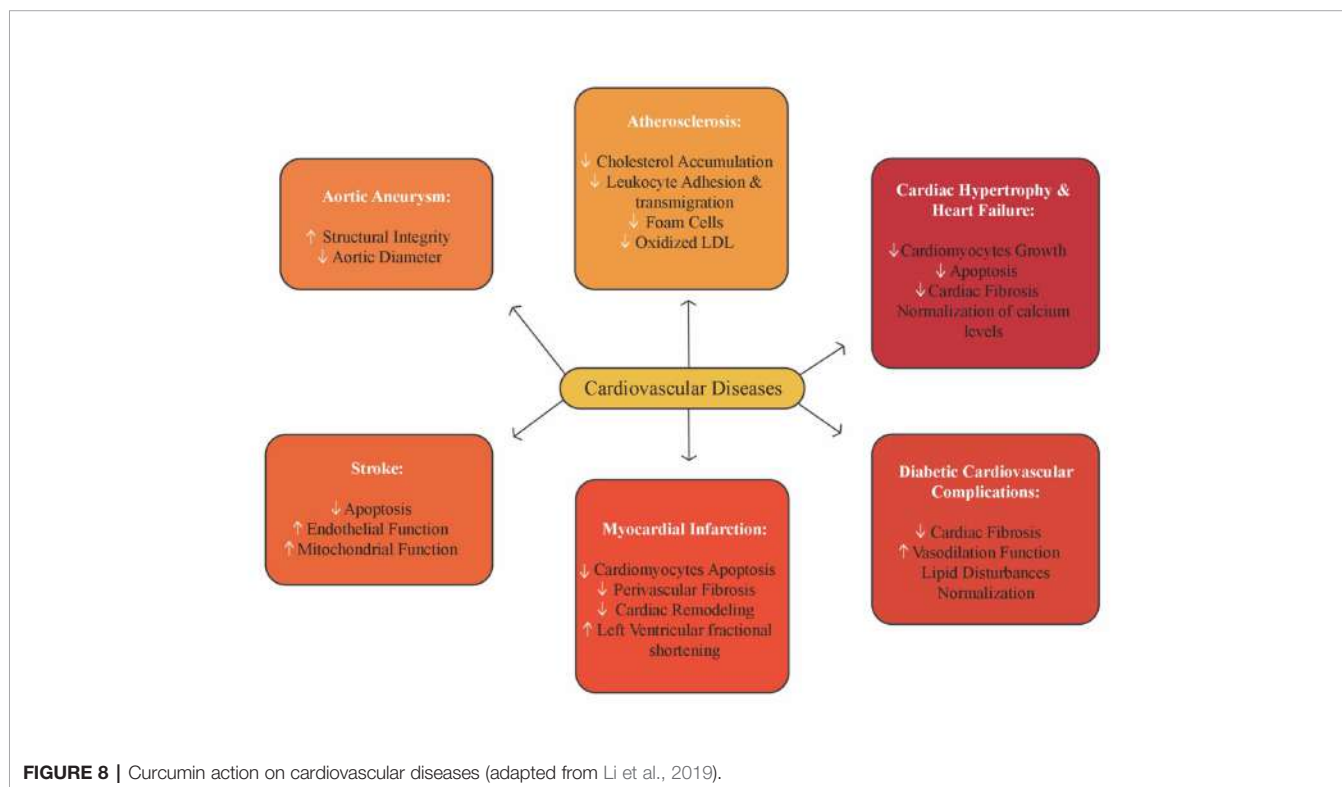 Atherosclerosis:
↓ Cholesterol Accumulation
↓ Leukocyte Adhesion &
transmigration
↓ Foam Cells
↓ Oxidized LDL
Aortic Aneurysm:
↑ Structural Integrity
↓ Aortic Diameter
Cardiac Hypertrophy &
Heart Failure:
↓ Cardiomyocytes Growth
↓ Apoptosis
↓ Cardiac Fibrosis
Normalization of calcium
levels
Cardiovascular Diseases
Stroke:
↓ Apoptosis
↑ Endothelial Function
↑ Mitochondrial Function
Myocardial Infarction:
↓ Cardiomyocytes Apoptosis
↓ Perivascular Fibrosis
↓ Cardiac Remodeling
↑ Left Ventricular fractional
shortening
Diabetic Cardiovascular
Complications:
↓ Cardiac Fibrosis
↑ Vasodilation Function
Lipid Disturbances
Normalization
FIGURE 8 | Curcumin action on cardiovascular diseases (adapted from Li et al., 2019).